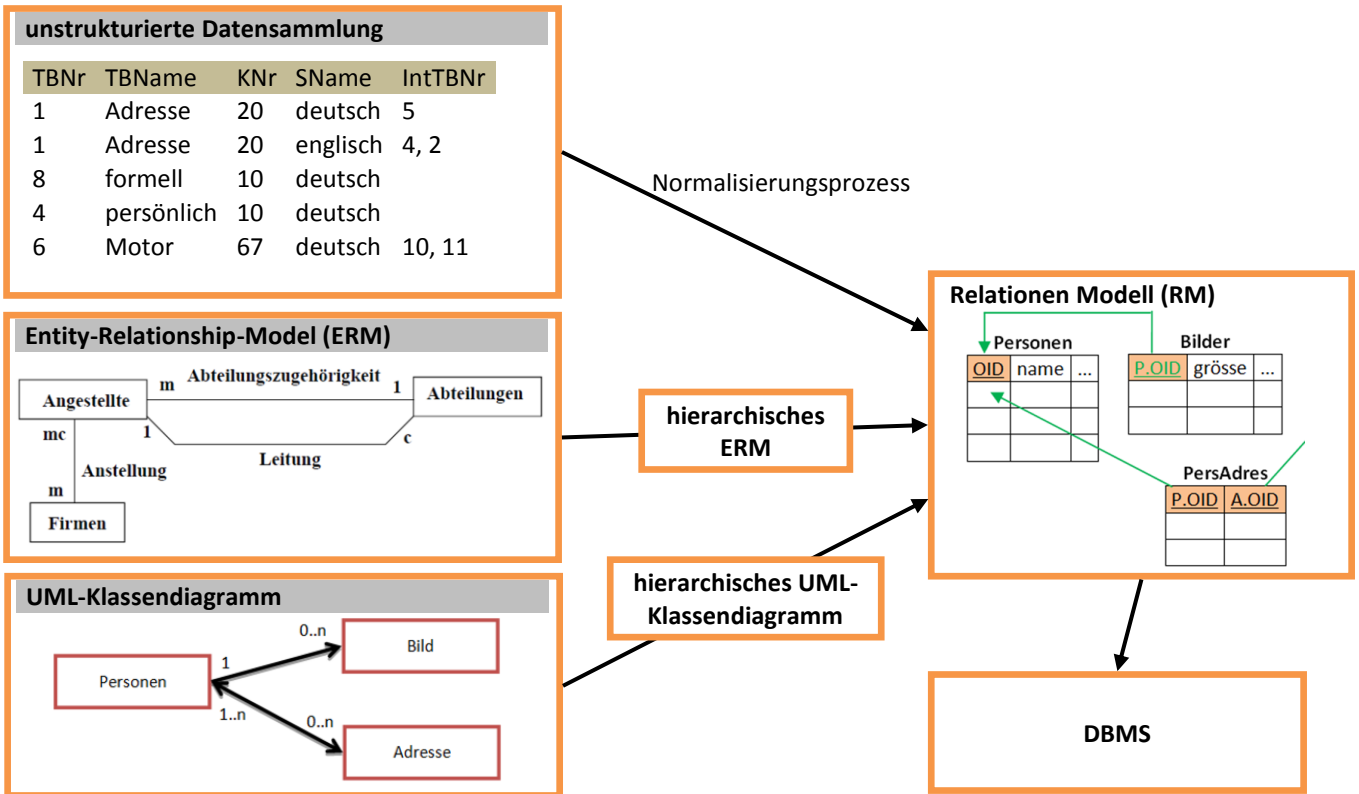 unstrukturierte Datensammlung
TBNr TBName KNr SName IntTBNr
1 Adresse 20 deutsch 5
1 Adresse 20 englisch 4, 2
8 formell 10 deutsch
4 persönlich 10 deutsch
6 Motor 67 deutsch 10, 11
Normalisierungsprozess
Entity-Relationship-Model (ERM)
Angestellte m Abteilungszugehörigkeit 1 Abteilungen
mc 1 Leitung c
Anstellung
m
Firmen
hierarchisches
ERM
UML-Klassendiagramm
Personen
1 0..n
Bild
1..n 0..n
Adresse
hierarchisches UML-
Klassendiagramm
Relationen Modell (RM)
Personen
OID name ...
Bilder
P.OID grösse ...
PersAdres
P.OID A.OID
DBMS